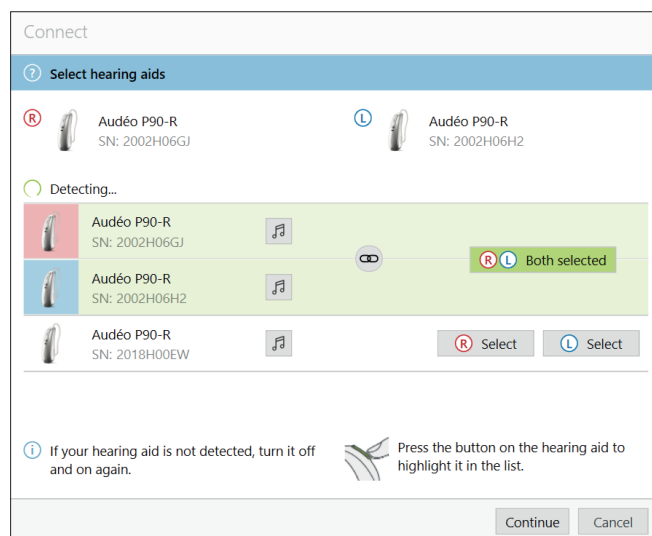 Connect
? Select hearing aids
R Audéo P90-R
SN: 2002H06GJ
L Audéo P90-R
SN: 2002H06H2
Detecting...
Audéo P90-R
SN: 2002H06GJ
Audéo P90-R
SN: 2002H06H2
R L Both selected
Audéo P90-R
SN: 2018H00EW
R Select L Select
i If your hearing aid is not detected, turn it off
and on again.
Press the button on the hearing aid to
highlight it in the list.
Continue Cancel